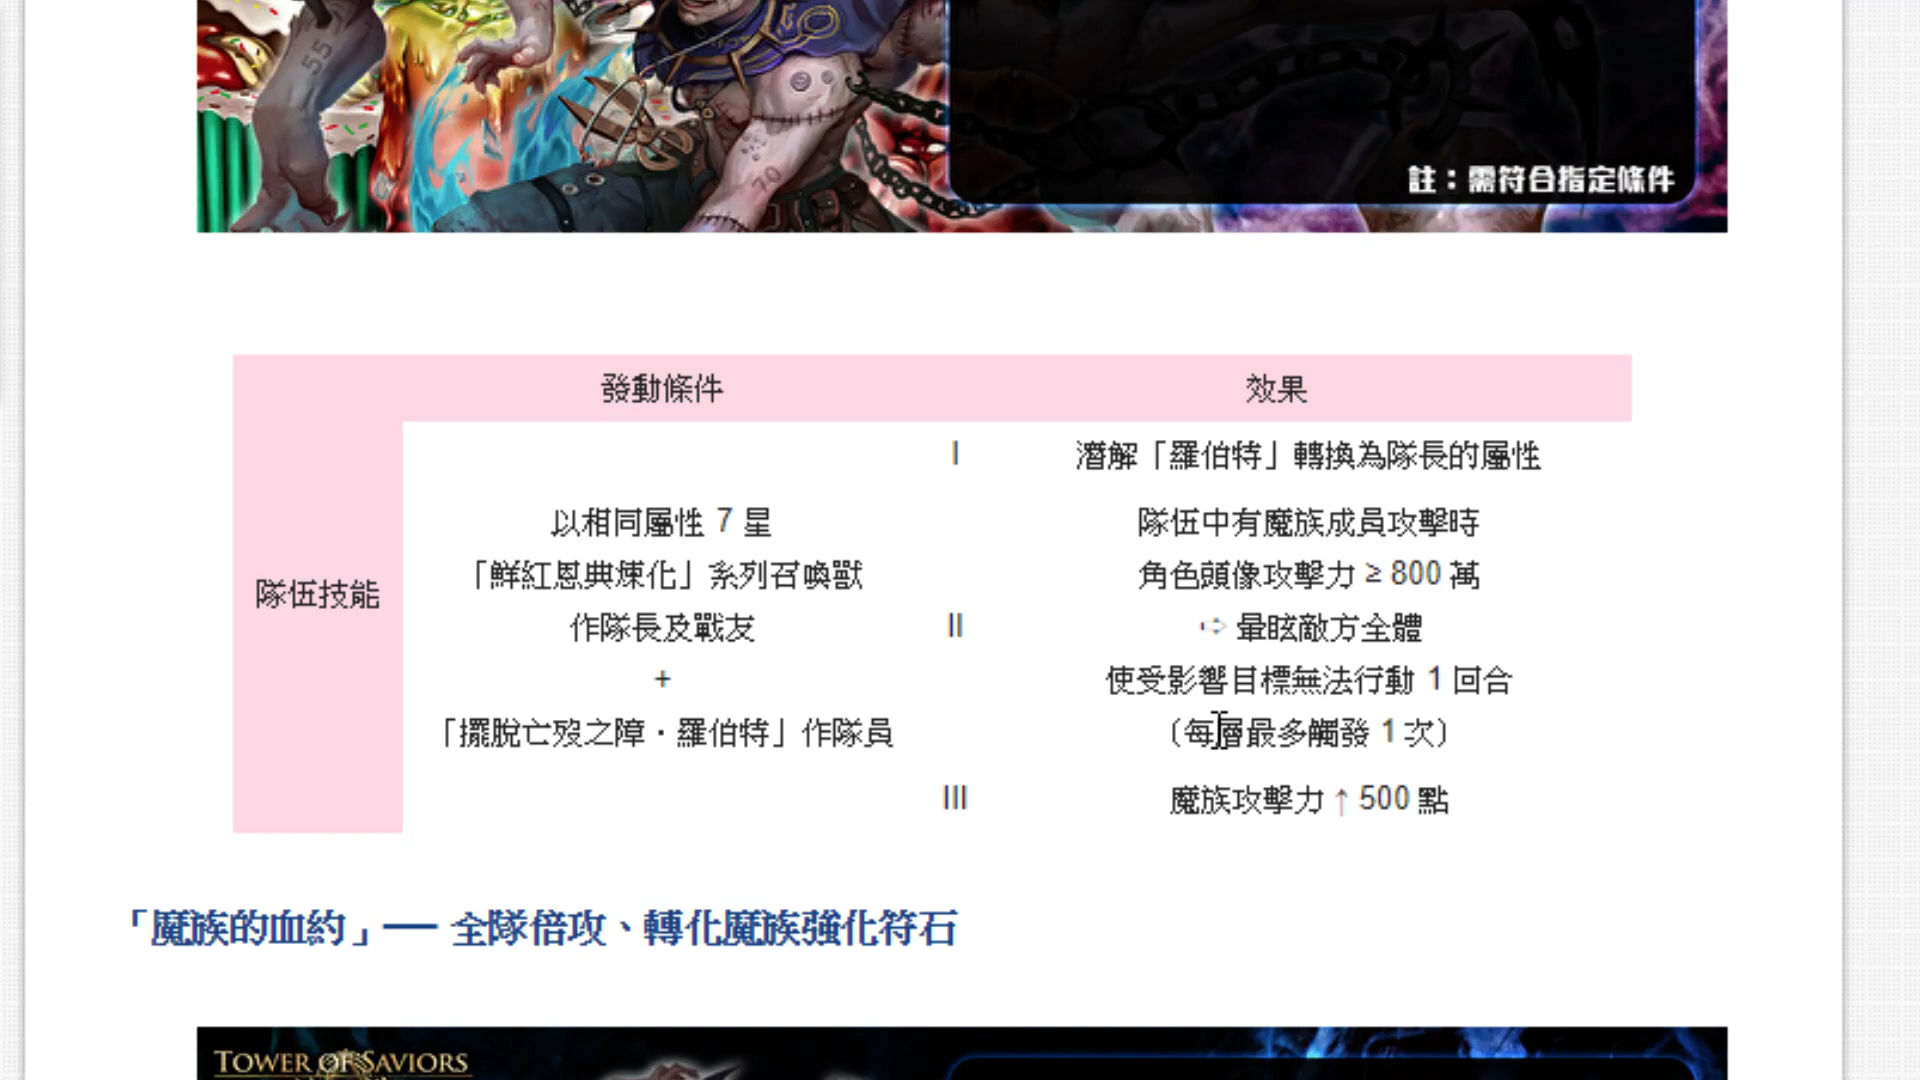 55
70
註：需符合指定條件
發動條件 效果
隊伍技能
以相同屬性 7 星
「鮮紅恩典煉化」系列召喚獸
作隊長及戰友
+
「擺脫亡歿之障・羅伯特」作隊員
I 潛解「羅伯特」轉換為隊長的屬性
II
隊伍中有魔族成員攻擊時
角色頭像攻擊力 ≥ 800 萬
➪ 暈眩敵方全體
使受影響目標無法行動 1 回合
（每層最多觸發 1 次）
III 魔族攻擊力 ↑ 500 點
「魔族的血約」── 全隊倍攻、轉化魔族強化符石
TOWER OF SAVIORS